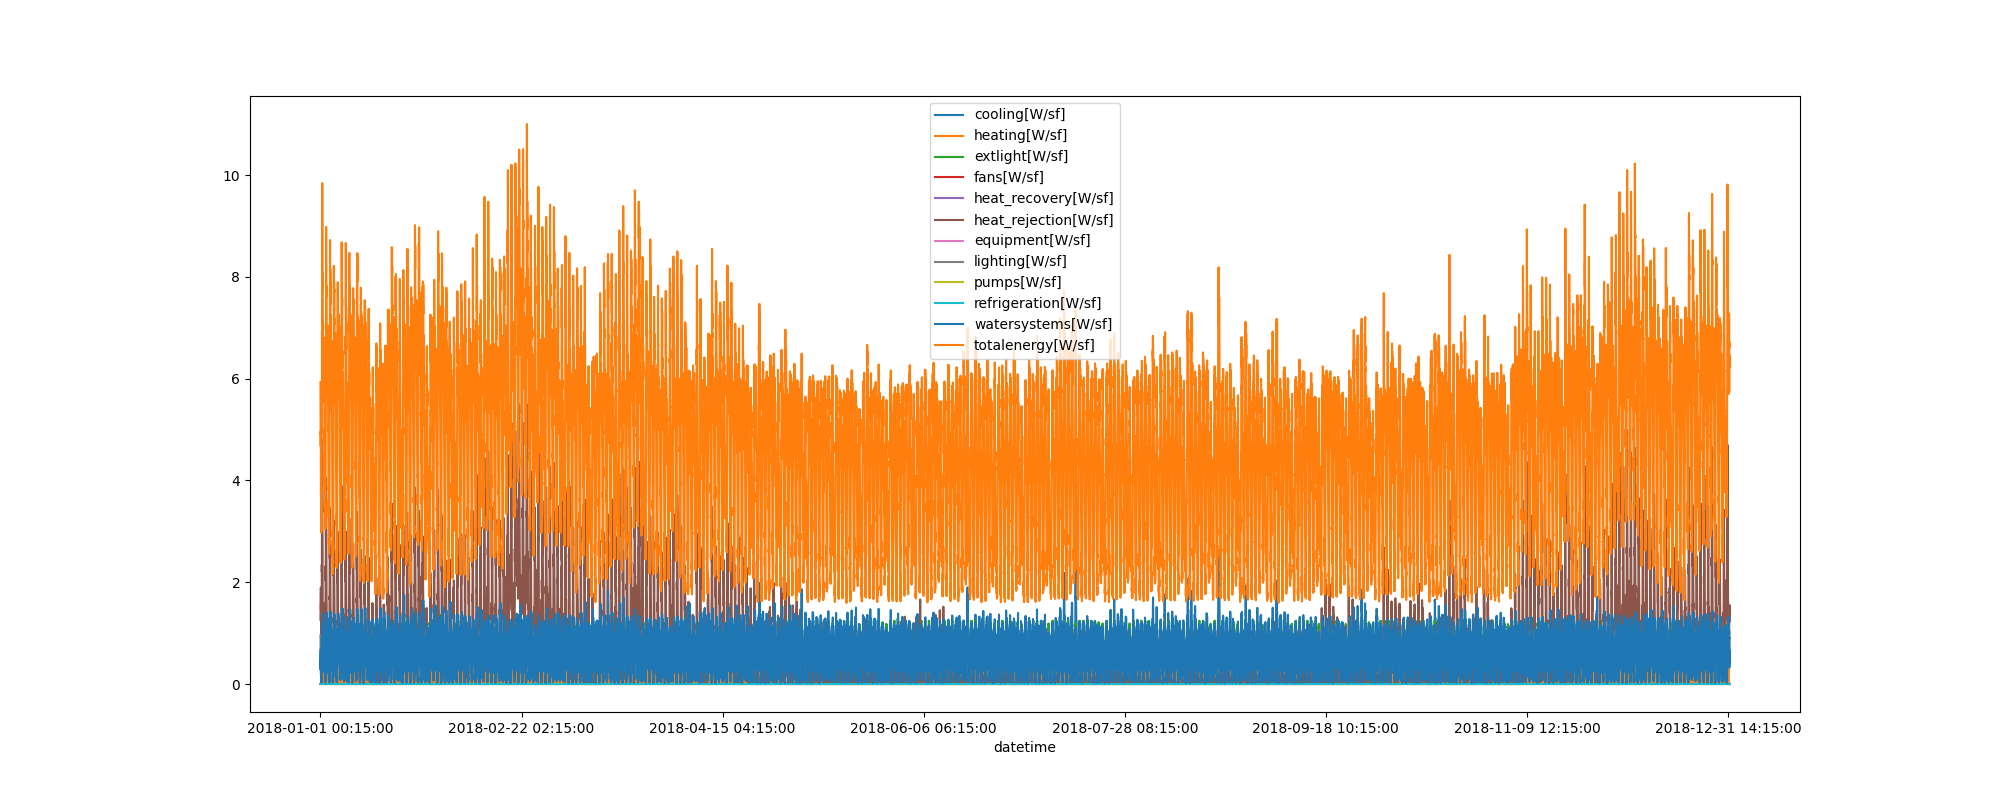 cooling[W/sf]
heating[W/sf]
extlight[W/sf]
fans[W/sf]
heat_recovery[W/sf]
heat_rejection[W/sf]
equipment[W/sf]
lighting[W/sf]
pumps[W/sf]
refrigeration[W/sf]
watersystems[W/sf]
totalenergy[W/sf]
10
8
6
4
2
0
2018-01-01 00:15:00 2018-02-22 02:15:00 2018-04-15 04:15:00 2018-06-06 06:15:00 2018-07-28 08:15:00 2018-09-18 10:15:00 2018-11-09 12:15:00 2018-12-31 14:15:00
datetime